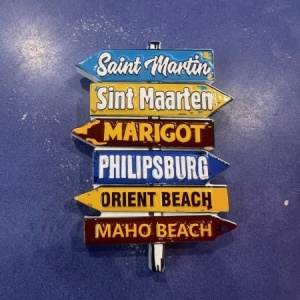 Saint Martin
Sint Maarten
MARIGOT
PHILIPSBURG
ORIENT BEACH
MAHO BEACH